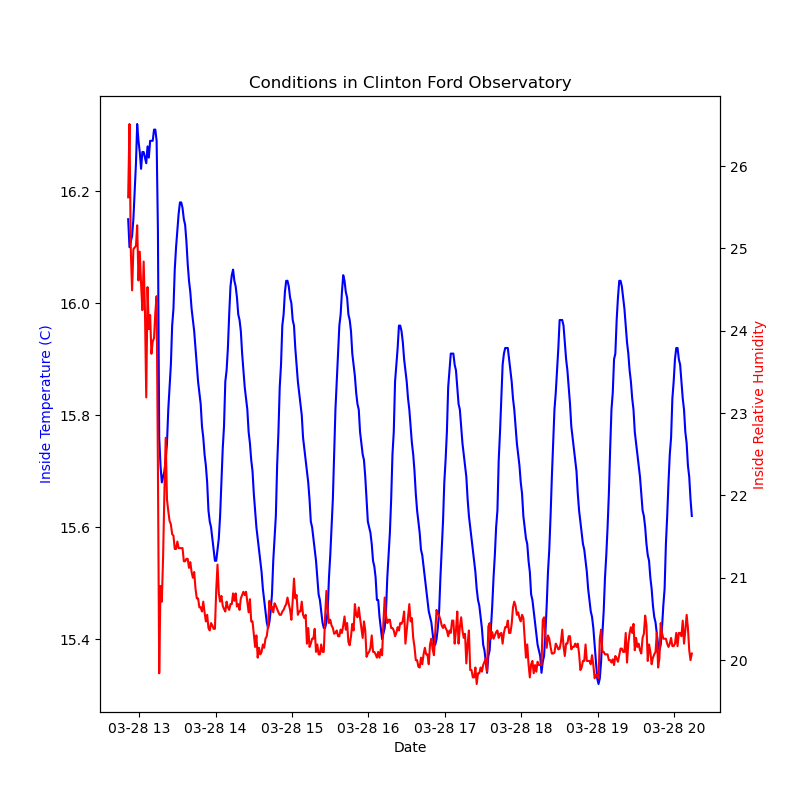 Conditions in Clinton Ford Observatory
Inside Temperature (C)
16.2
16.0
15.8
15.6
15.4
26
25
24
23
22
21
20
Inside Relative Humidity
03-28 13 03-28 14 03-28 15 03-28 16 03-28 17 03-28 18 03-28 19 03-28 20
Date